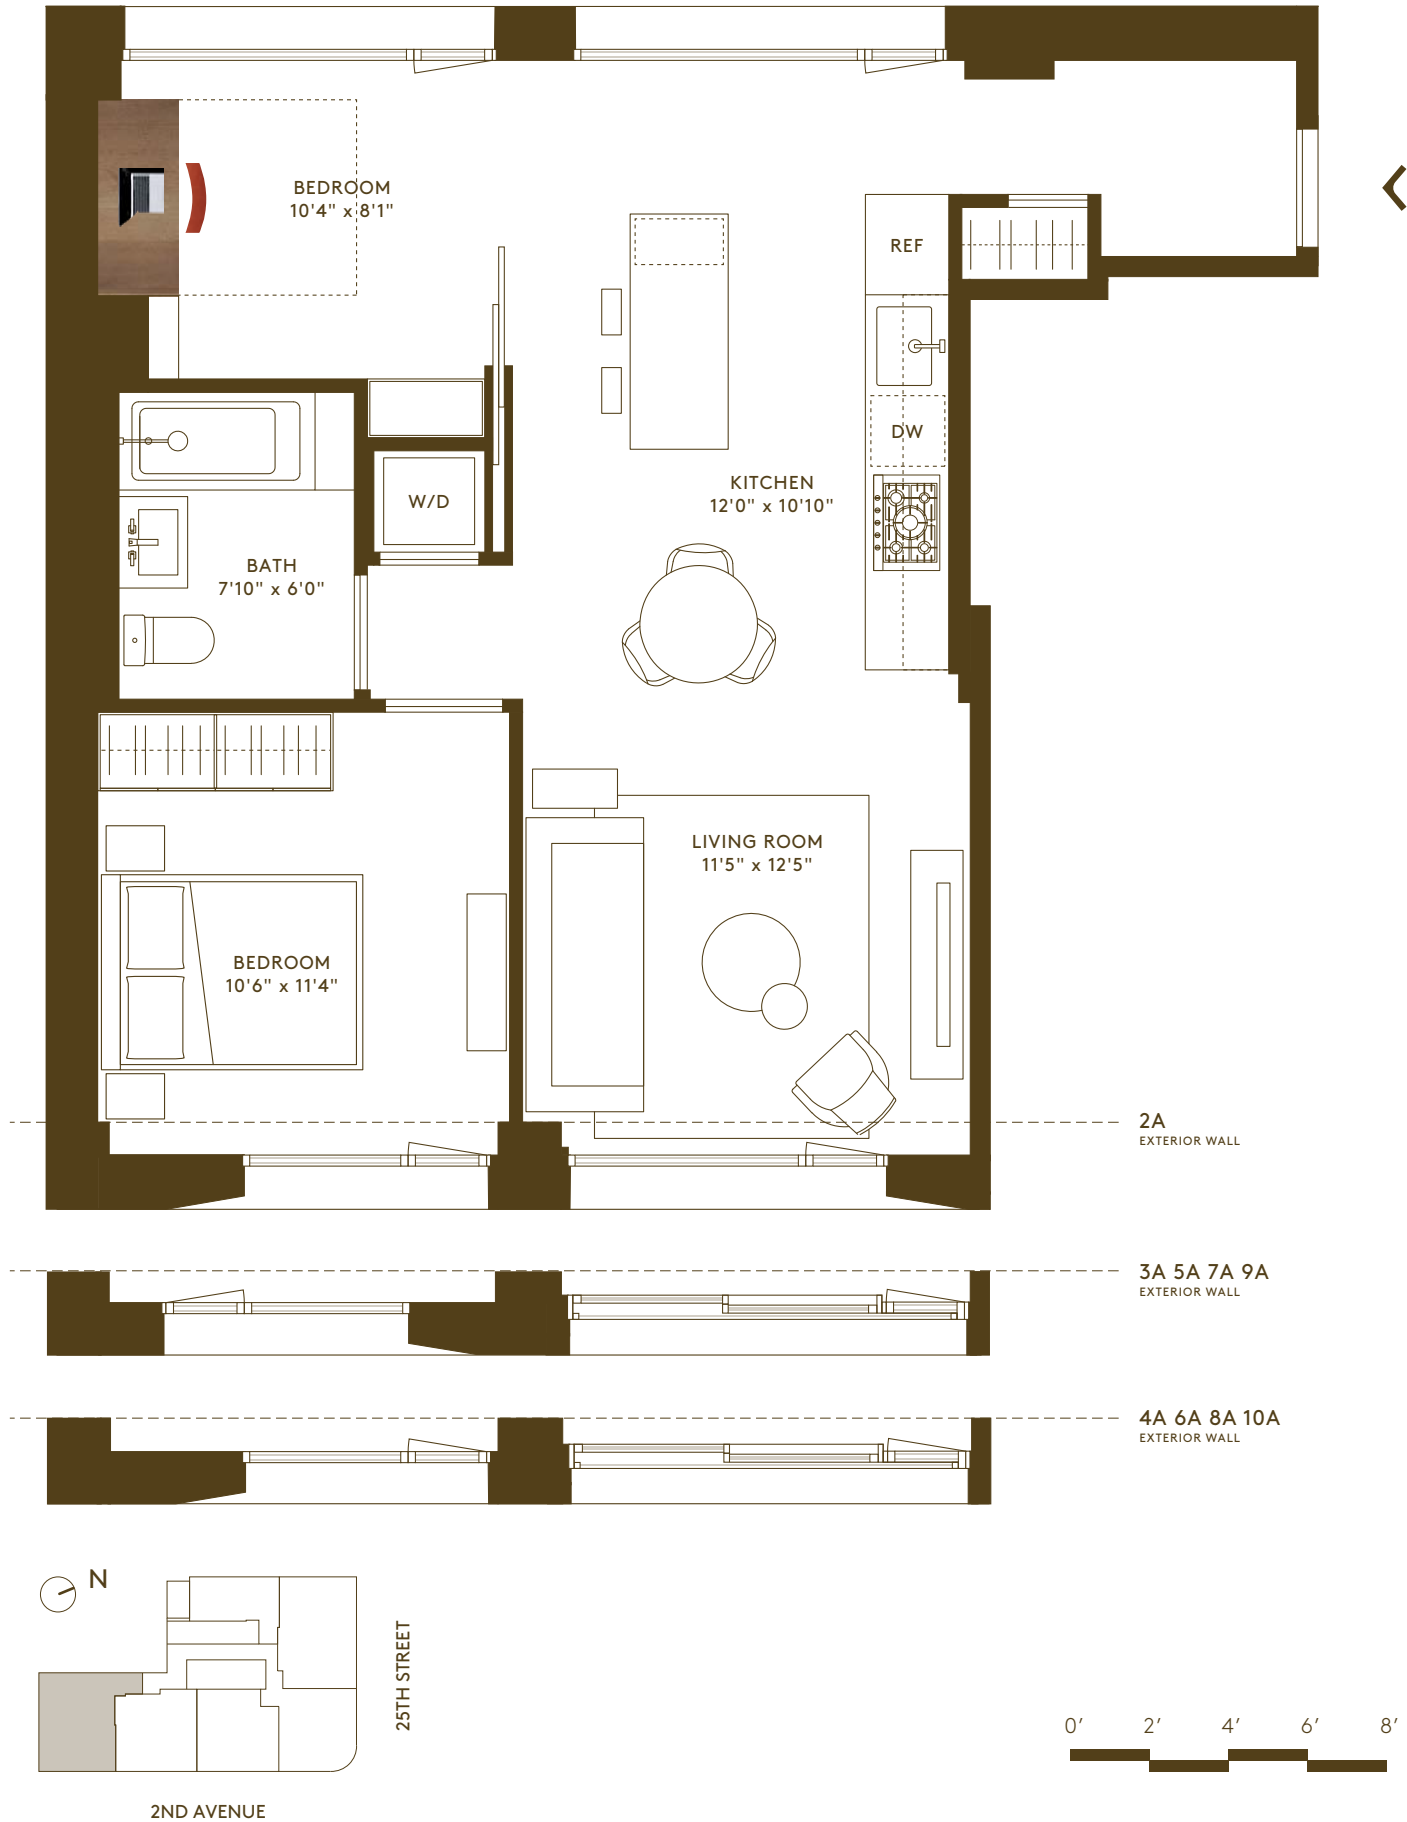 BEDROOM
10'4" x 8'1"
REF
DW
KITCHEN
12'0" x 10'10"
W/D
BATH
7'10" x 6'0"
LIVING ROOM
11'5" x 12'5"
BEDROOM
10'6" x 11'4"
2A
EXTERIOR WALL
3A 5A 7A 9A
EXTERIOR WALL
4A 6A 8A 10A
EXTERIOR WALL
N
25TH STREET
2ND AVENUE
0′ 2′ 4′ 6′ 8′